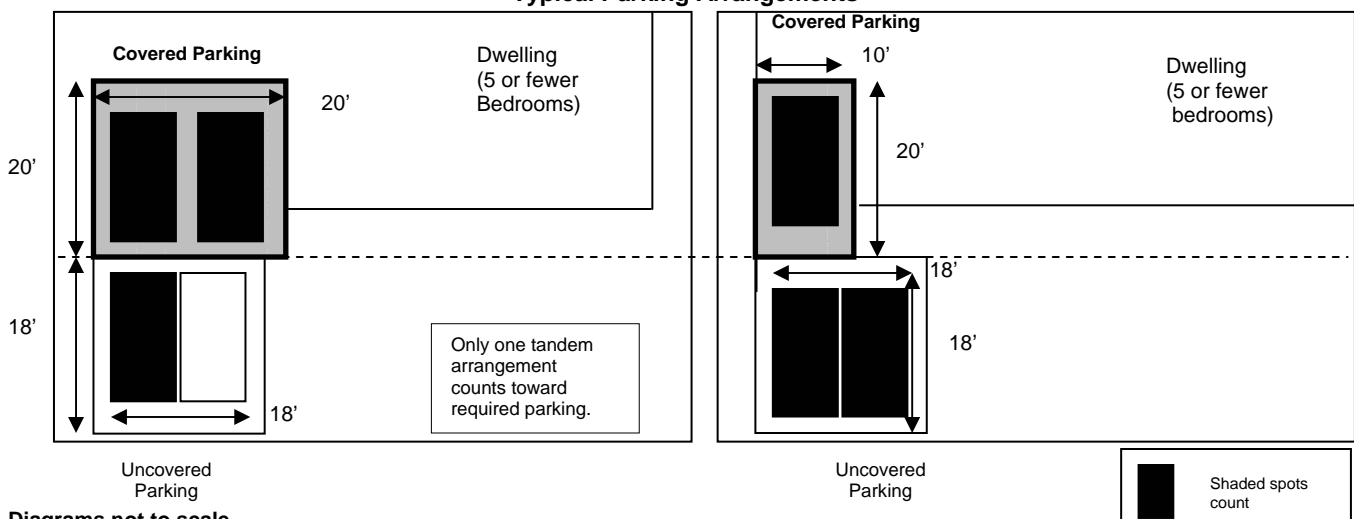 Typical Parking Arrangements
Covered Parking
Dwelling
(5 or fewer
Bedrooms)
20'
20'
18'
18'
Only one tandem
arrangement
counts toward
required parking.
Uncovered
Parking
Covered Parking
10'
Dwelling
(5 or fewer
bedrooms)
20'
18'
18'
Uncovered
Parking
Shaded spots
count
Diagrams not to scale